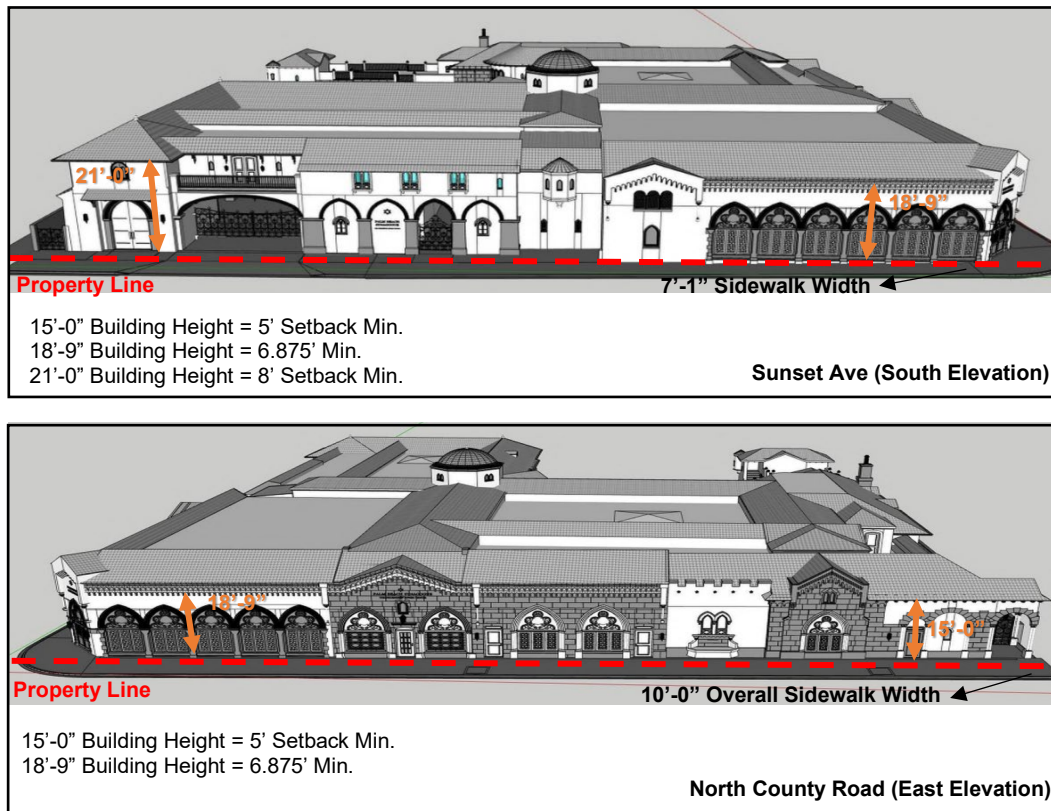 21’-0”
18’-9”
Property Line
7’-1” Sidewalk Width
15’-0” Building Height = 5’ Setback Min.
18’-9” Building Height = 6.875’ Min.
21’-0” Building Height = 8’ Setback Min.
Sunset Ave (South Elevation)
18’-9”
15’-0”
Property Line
10’-0” Overall Sidewalk Width
15’-0” Building Height = 5’ Setback Min.
18’-9” Building Height = 6.875’ Min.
North County Road (East Elevation)